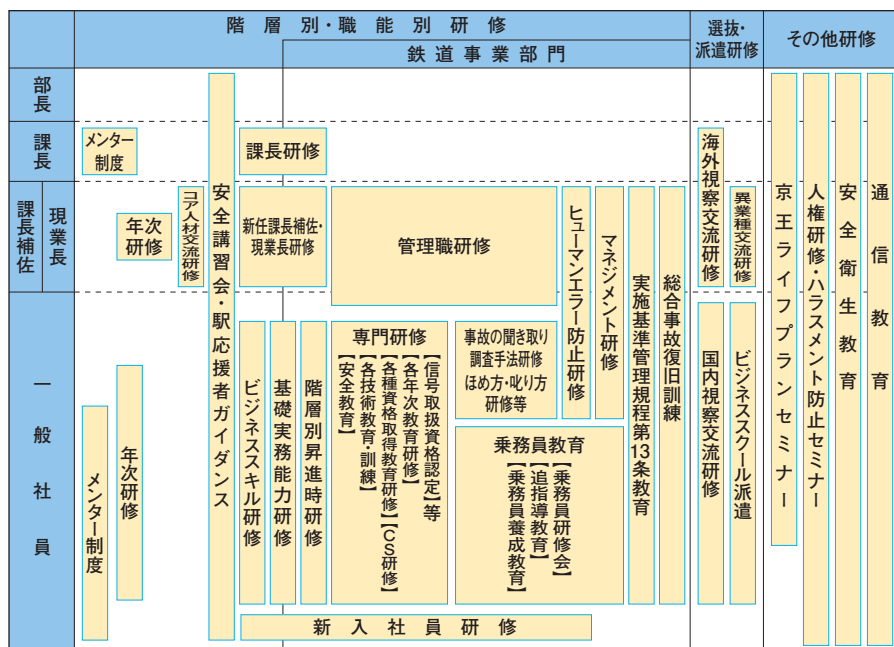 階層別・職能別研修
鉄道事業部門
選抜・
派遣研修
その他研修
部長
課長
課長補佐
現業長
一般社員
メンター
制度
年次
研修
コア人材交流研修
安全講習会・駅応援者ガイダンス
課長研修
新任課長補佐・
現業長研修
管理職研修
ヒューマンエラー防止研修
マネジメント研修
実施基準管理規程第13条教育
総合事故復旧訓練
海外視察交流研修
異業種交流研修
京王ライフプランセミナー
人権研修・ハラスメント防止セミナー
安全衛生教育
通信教育
メンター制度
年次研修
ビジネススキル研修
基礎実務能力研修
階層別昇進時研修
専門研修
【信号取扱資格認定】等
【各年次教育研修】
【各種資格取得教育研修】【CS研修】
【各技術教育・訓練】
【安全教育】
事故の聞き取り
調査手法研修
ほめ方・叱り方
研修等
乗務員教育
【乗務員研修会】
【追指導教育】
【乗務員養成教育】
国内視察交流研修
ビジネススクール派遣
新入社員研修